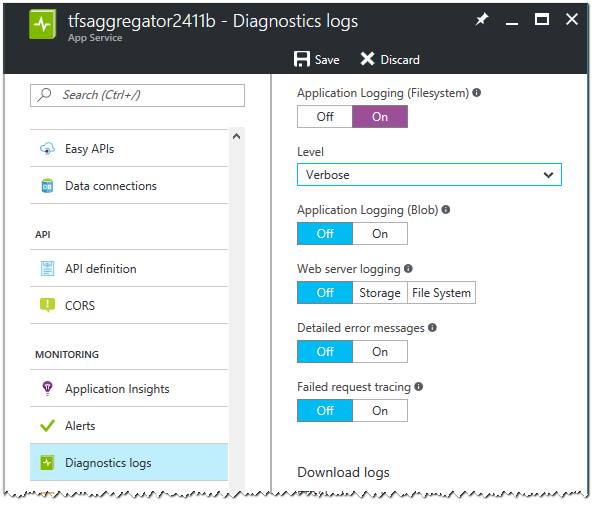 tfsaggregator2411b - Diagnostics logs
App Service
Save Discard
Search (Ctrl+/)
Easy APIs
DB Data connections
API
API definition
CORS
MONITORING
Application Insights
Alerts
Diagnostics logs
Application Logging (Filesystem)
Off On
Level
Verbose
Application Logging (Blob)
Off On
Web server logging
Off Storage File System
Detailed error messages
Off On
Failed request tracing
Off On
Download logs